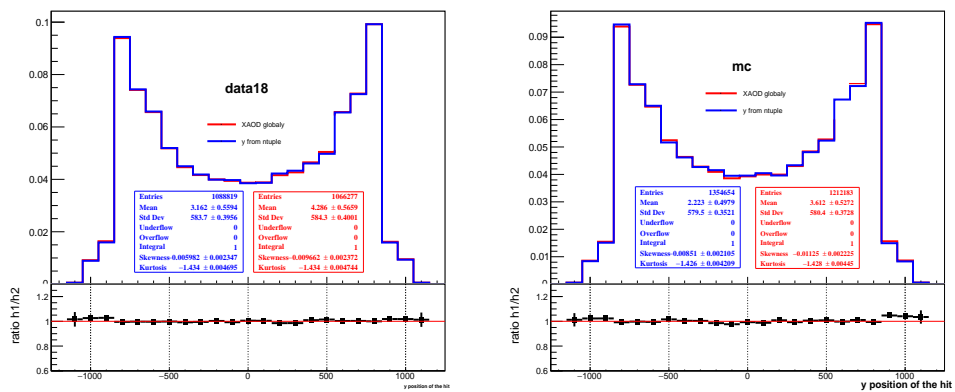 data18
XAOD globaly
y from ntuple
0.1
0.08
0.06
0.04
0.02
Entries 1088819
Mean 3.162 ± 0.5594
Std Dev 583.7 ± 0.3956
Underflow 0
Overflow 0
Integral 1
Skewness-0.005982 ± 0.002347
Kurtosis −1.434 ± 0.004695
Entries 1066277
Mean 4.286 ± 0.5659
Std Dev 584.3 ± 0.4001
Underflow 0
Overflow 0
Integral 1
Skewness-0.009662 ± 0.002372
Kurtosis −1.434 ± 0.004744
ratio h1/h2
1.2
1
0.8
0.6
−1000 −500 0 500 1000
y position of the hit
mc
XAOD globaly
y from ntuple
0.09
0.08
0.07
0.06
0.05
0.04
0.03
0.02
0.01
0
Entries 1354654
Mean 2.223 ± 0.4979
Std Dev 579.5 ± 0.3521
Underflow 0
Overflow 0
Integral 1
Skewness-0.00851 ± 0.002105
Kurtosis −1.426 ± 0.004209
Entries 1212183
Mean 3.612 ± 0.5272
Std Dev 580.4 ± 0.3728
Underflow 0
Overflow 0
Integral 1
Skewness −0.01125 ± 0.002225
Kurtosis −1.428 ± 0.00445
ratio h1/h2
1.2
1
0.8
0.6
−1000 −500 0 500 1000
y position of the hit